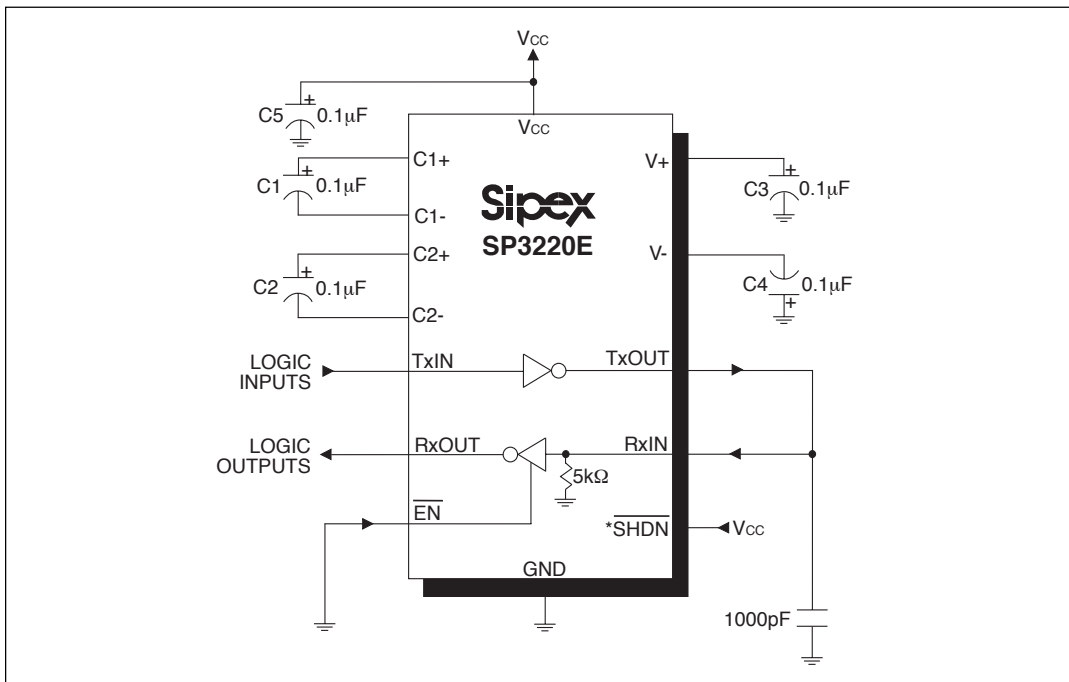 VCC
C5
+
0.1µF
VCC
C1+
V+
C1
+
0.1µF
C3
+
0.1µF
C1-
Sipex
SP3220E
C2+
V-
C2
+
0.1µF
C4
0.1µF
+
C2-
LOGIC
INPUTS
TxIN
TxOUT
LOGIC
OUTPUTS
RxOUT
RxIN
5kΩ
EN
*SHDN
VCC
GND
1000pF